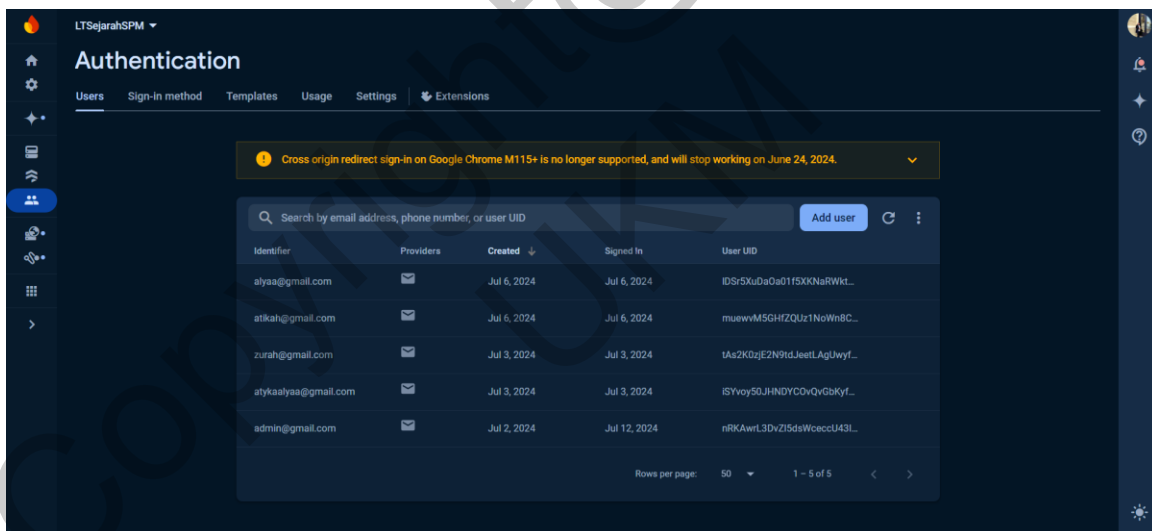 LTSejarahSPM
Authentication
Users Sign-in method Templates Usage Settings Extensions
Cross origin redirect sign-in on Google Chrome M115+ is no longer supported, and will stop working on June 24, 2024.
Search by email address, phone number, or user UID Add user
Identifier Providers Created Signed In User UID
alyaa@gmail.com Jul 6, 2024 Jul 6, 2024 IDSr5XuDaOa01f5XKNaRWkt...
atikah@gmail.com Jul 6, 2024 Jul 6, 2024 muewvM5GHfZQUz1NoWn8C...
zurah@gmail.com Jul 3, 2024 Jul 3, 2024 tAs2K0zjE2N9tdJeetLAgUwyf...
atykaalyaa@gmail.com Jul 3, 2024 Jul 3, 2024 iSYvoy50JHNDYCOvQvGbKyf...
admin@gmail.com Jul 2, 2024 Jul 12, 2024 nRKAwrL3DvZI5dsWceccU43I...
Rows per page: 50 1 – 5 of 5
Copyright@
UKM